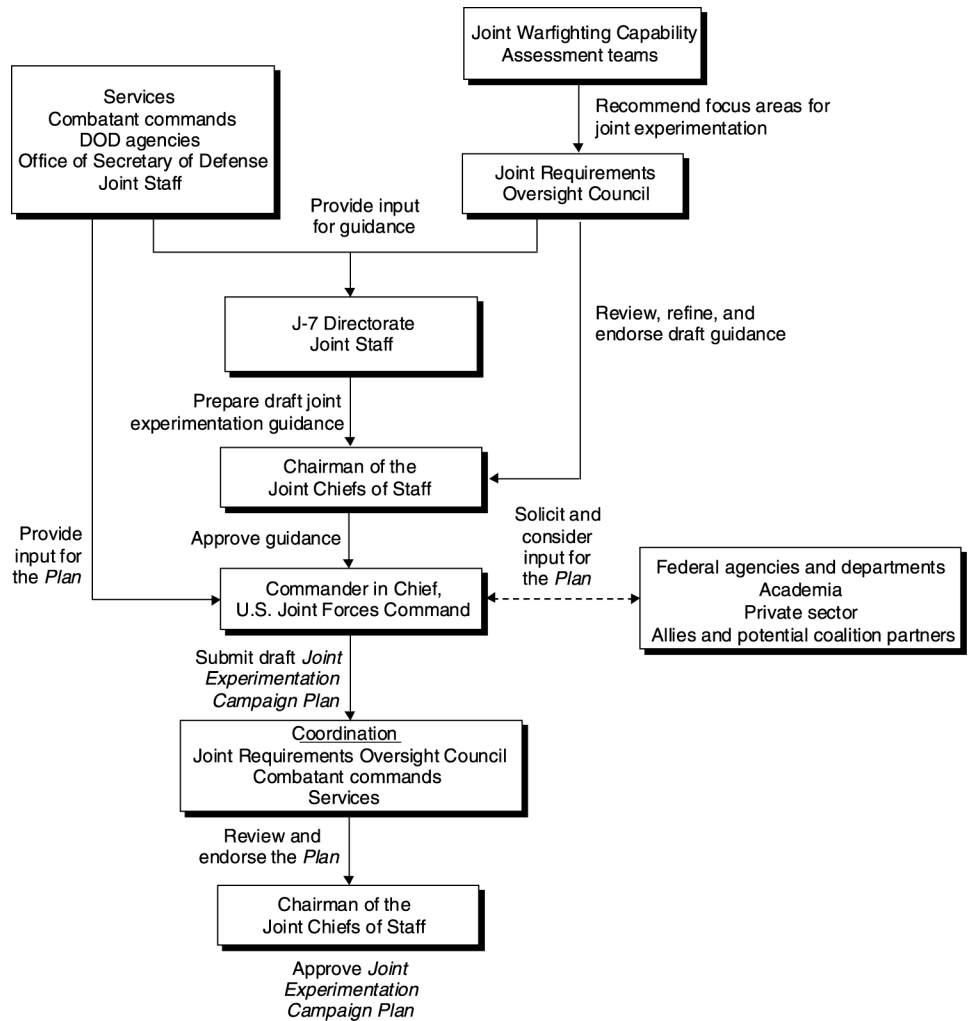 Joint Warfighting Capability
Assessment teams
Services
Combatant commands
DOD agencies
Office of Secretary of Defense
Joint Staff
Recommend focus areas for
joint experimentation
Joint Requirements
Oversight Council
Provide input
for guidance
J-7 Directorate
Joint Staff
Review, refine, and
endorse draft guidance
Prepare draft joint
experimentation guidance
Chairman of the
Joint Chiefs of Staff
Provide
input for
the Plan
Approve guidance
Solicit and
consider
input for
the Plan
Commander in Chief,
U.S. Joint Forces Command
Federal agencies and departments
Academia
Private sector
Allies and potential coalition partners
Submit draft Joint
Experimentation
Campaign Plan
Coordination
Joint Requirements Oversight Council
Combatant commands
Services
Review and
endorse the Plan
Chairman of the
Joint Chiefs of Staff
Approve Joint
Experimentation
Campaign Plan